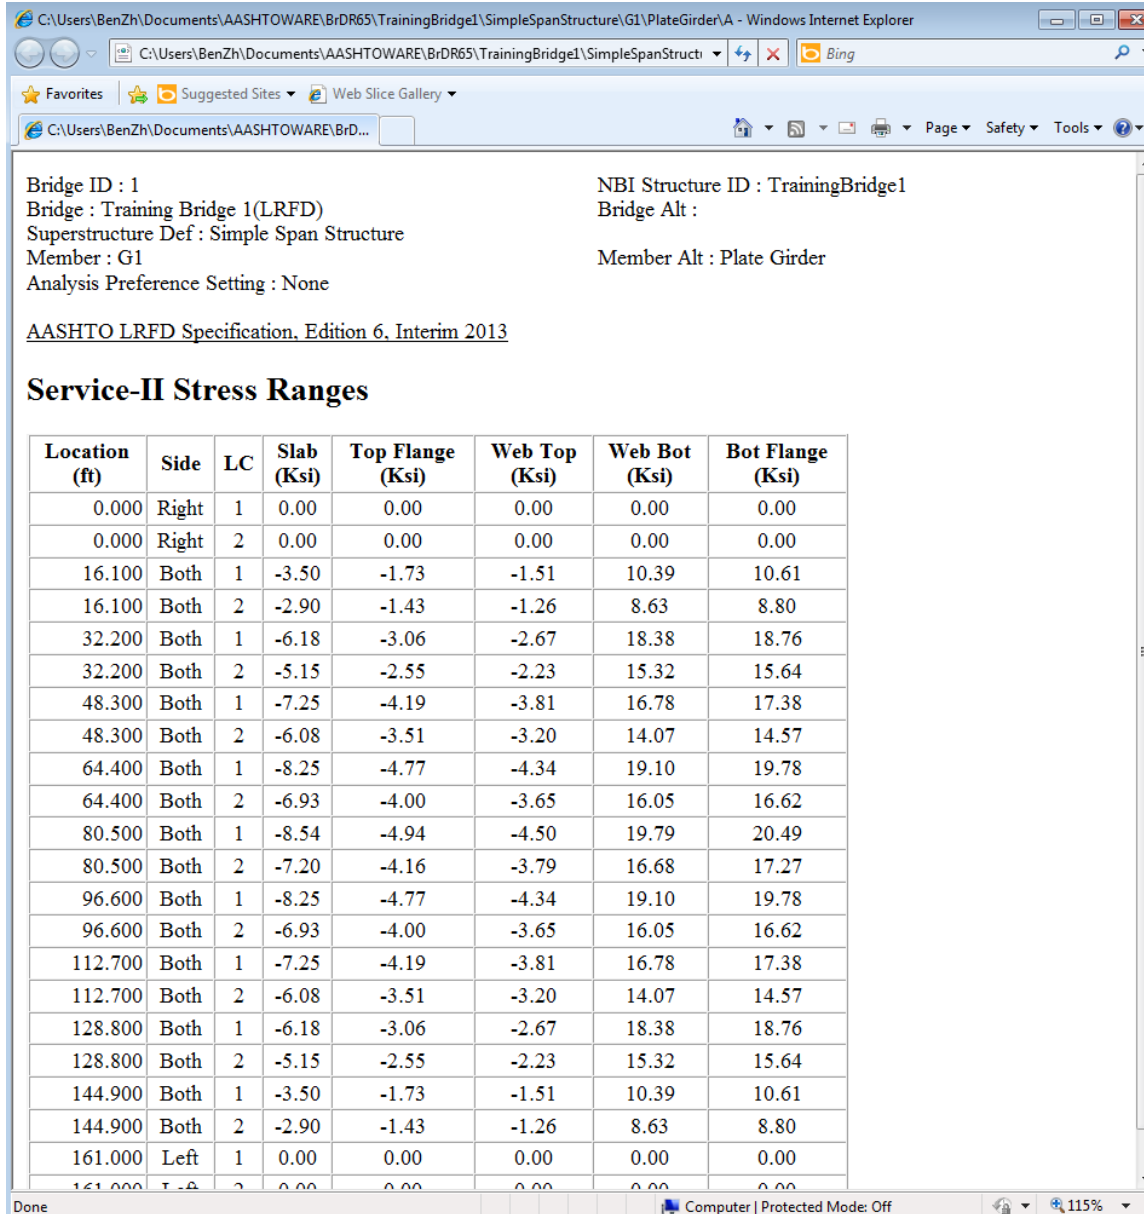 C:\Users\BenZh\Documents\AASHTOWARE\BrDR65\TrainingBridge1\SimpleSpanStructure\G1\PlateGirder\A - Windows Internet Explorer
C:\Users\BenZh\Documents\AASHTOWARE\BrDR65\TrainingBridge1\SimpleSpanStructu Bing
Favorites Suggested Sites Web Slice Gallery
C:\Users\BenZh\Documents\AASHTOWARE\BrD... Page Safety Tools
Bridge ID : 1 NBI Structure ID : TrainingBridge1
Bridge : Training Bridge 1(LRFD) Bridge Alt :
Superstructure Def : Simple Span Structure
Member : G1 Member Alt : Plate Girder
Analysis Preference Setting : None
AASHTO LRFD Specification, Edition 6, Interim 2013
Service-II Stress Ranges
Location (ft) Side LC Slab (Ksi) Top Flange (Ksi) Web Top (Ksi) Web Bot (Ksi) Bot Flange (Ksi)
0.000 Right 1 0.00 0.00 0.00 0.00 0.00
0.000 Right 2 0.00 0.00 0.00 0.00 0.00
16.100 Both 1 -3.50 -1.73 -1.51 10.39 10.61
16.100 Both 2 -2.90 -1.43 -1.26 8.63 8.80
32.200 Both 1 -6.18 -3.06 -2.67 18.38 18.76
32.200 Both 2 -5.15 -2.55 -2.23 15.32 15.64
48.300 Both 1 -7.25 -4.19 -3.81 16.78 17.38
48.300 Both 2 -6.08 -3.51 -3.20 14.07 14.57
64.400 Both 1 -8.25 -4.77 -4.34 19.10 19.78
64.400 Both 2 -6.93 -4.00 -3.65 16.05 16.62
80.500 Both 1 -8.54 -4.94 -4.50 19.79 20.49
80.500 Both 2 -7.20 -4.16 -3.79 16.68 17.27
96.600 Both 1 -8.25 -4.77 -4.34 19.10 19.78
96.600 Both 2 -6.93 -4.00 -3.65 16.05 16.62
112.700 Both 1 -7.25 -4.19 -3.81 16.78 17.38
112.700 Both 2 -6.08 -3.51 -3.20 14.07 14.57
128.800 Both 1 -6.18 -3.06 -2.67 18.38 18.76
128.800 Both 2 -5.15 -2.55 -2.23 15.32 15.64
144.900 Both 1 -3.50 -1.73 -1.51 10.39 10.61
144.900 Both 2 -2.90 -1.43 -1.26 8.63 8.80
161.000 Left 1 0.00 0.00 0.00 0.00 0.00
161.000 Left 2 0.00 0.00 0.00 0.00 0.00
Done Computer | Protected Mode: Off 115%